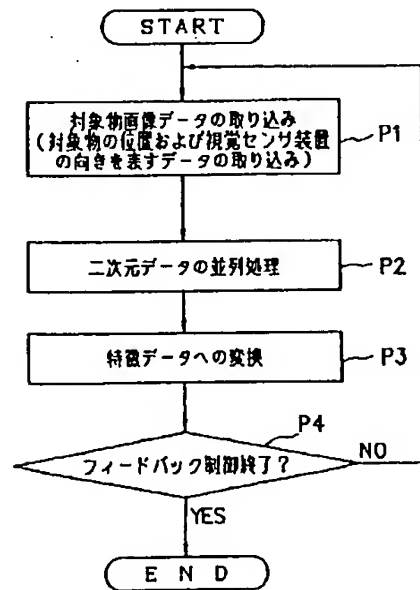 START
対象物画像データの取り込み
(対象物の位置および視覚センサ装置
の向きを表すデータの取り込み)
P1
二次元データの並列処理
P2
特徴データへの変換
P3
P4
フィードバック制御終了?
NO
YES
END